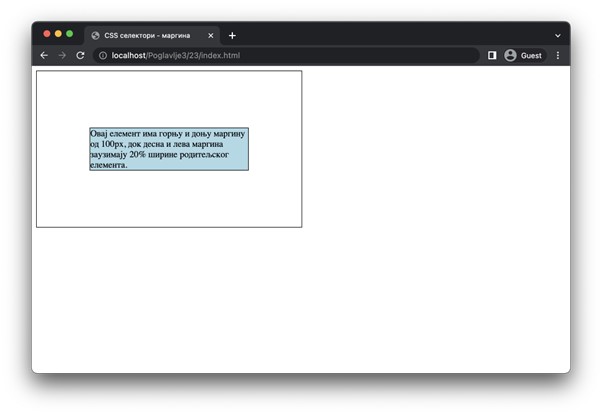 CSS селектори - маргина
localhost/Poglavlje3/23/index.html
Guest
Овај елемент има горњу и доњу маргину
од 100px, док десна и лева маргина
заузимају 20% ширине родитељског
елемента.